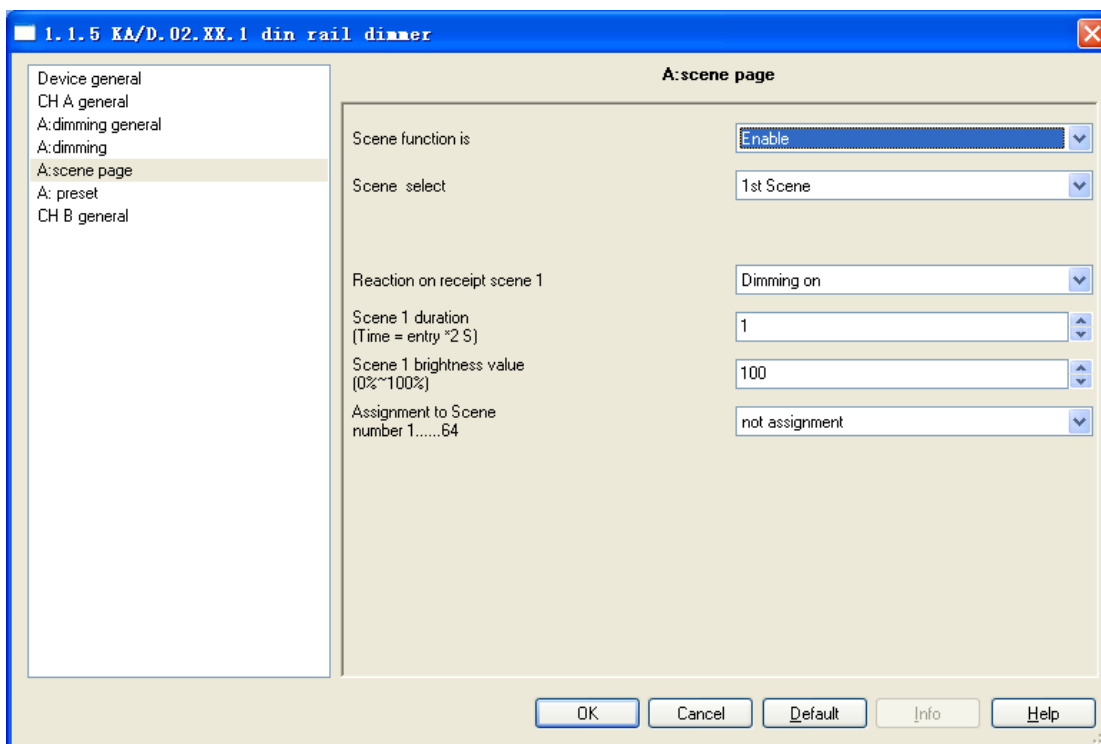 1.1.5 KA/D.02.XX.1 din rail dimmer
Device general
CH A general
A:dimming general
A:dimming
A:scene page
A: preset
CH B general
A:scene page
Scene function is
Enable
Scene  select
1st Scene
Reaction on receipt scene 1
Dimming on
Scene 1 duration
(Time = entry *2 S)
1
Scene 1 brightness value
(0%~100%)
100
Assignment to Scene
number 1......64
not assignment
OK
Cancel
Default
Info
Help